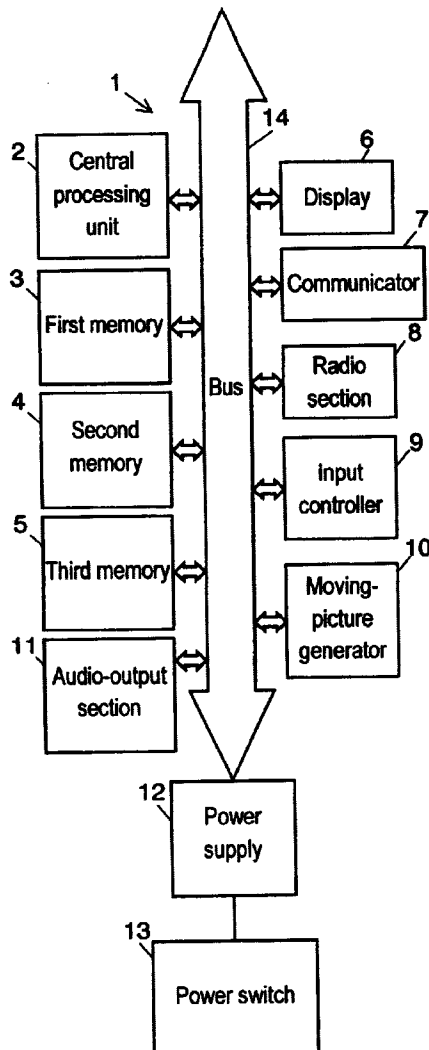 1
14
2
Central
processing
unit
6
Display
7
Communicator
3
First memory
Bus
8
Radio
section
4
Second
memory
9
Input
controller
5
Third memory
10
Moving-
picture
generator
11
Audio-output
section
12
Power
supply
13
Power switch